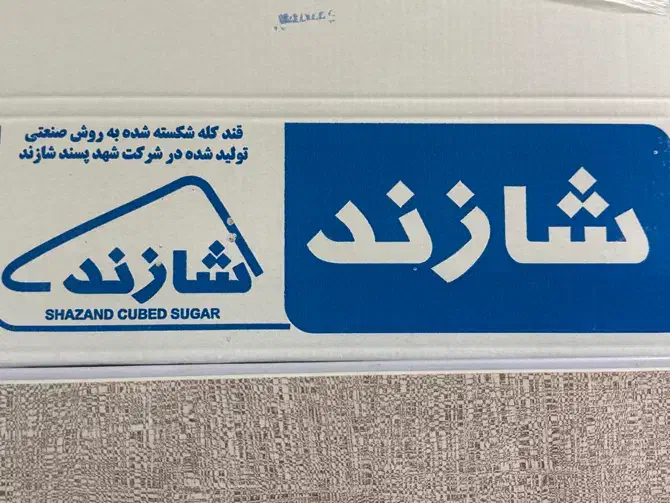 قند کله شکسته شده به روش صنعتی
تولید شده در شرکت شهد پسند شازند
شازند
SHAZAND CUBED SUGAR
شازند